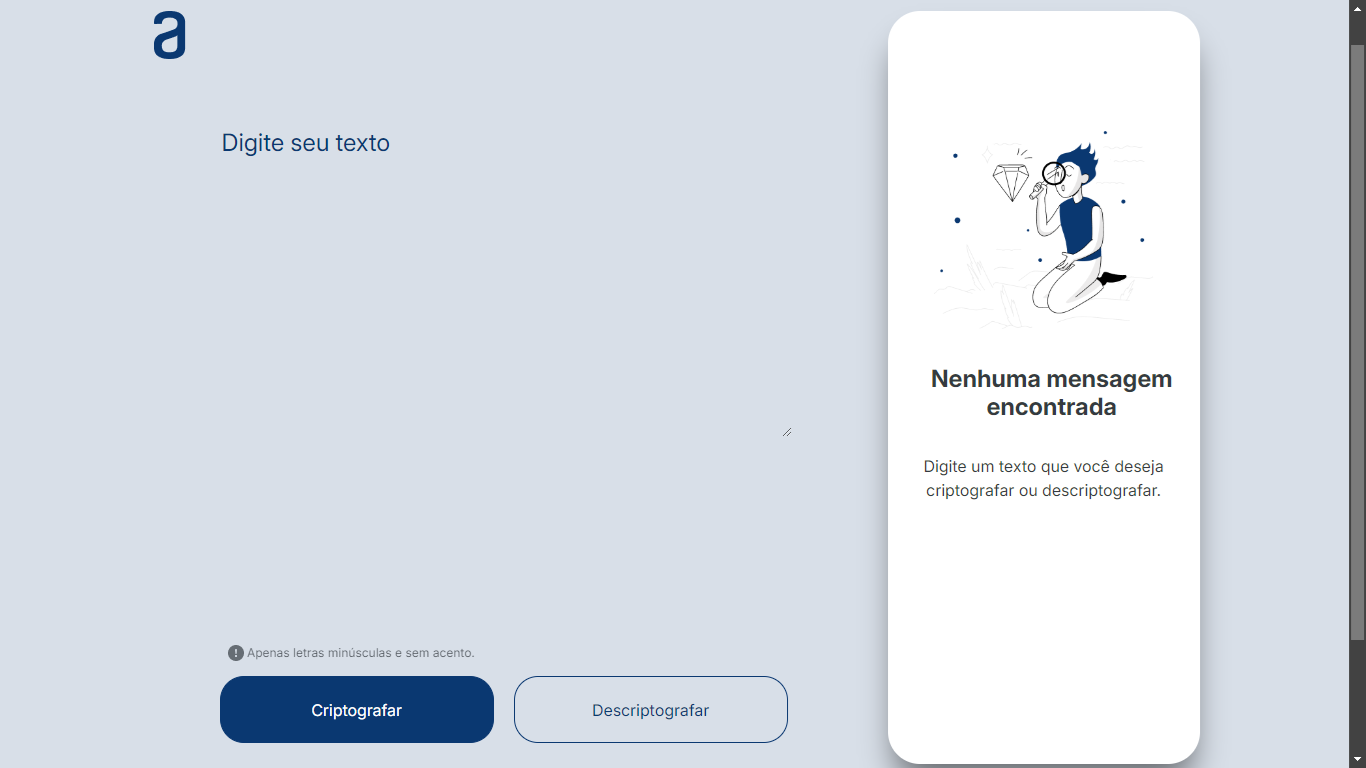 a
Digite seu texto
Nenhuma mensagem
encontrada
Digite um texto que você deseja
criptografar ou descriptografar.
! Apenas letras minúsculas e sem acento.
Criptografar
Descriptografar